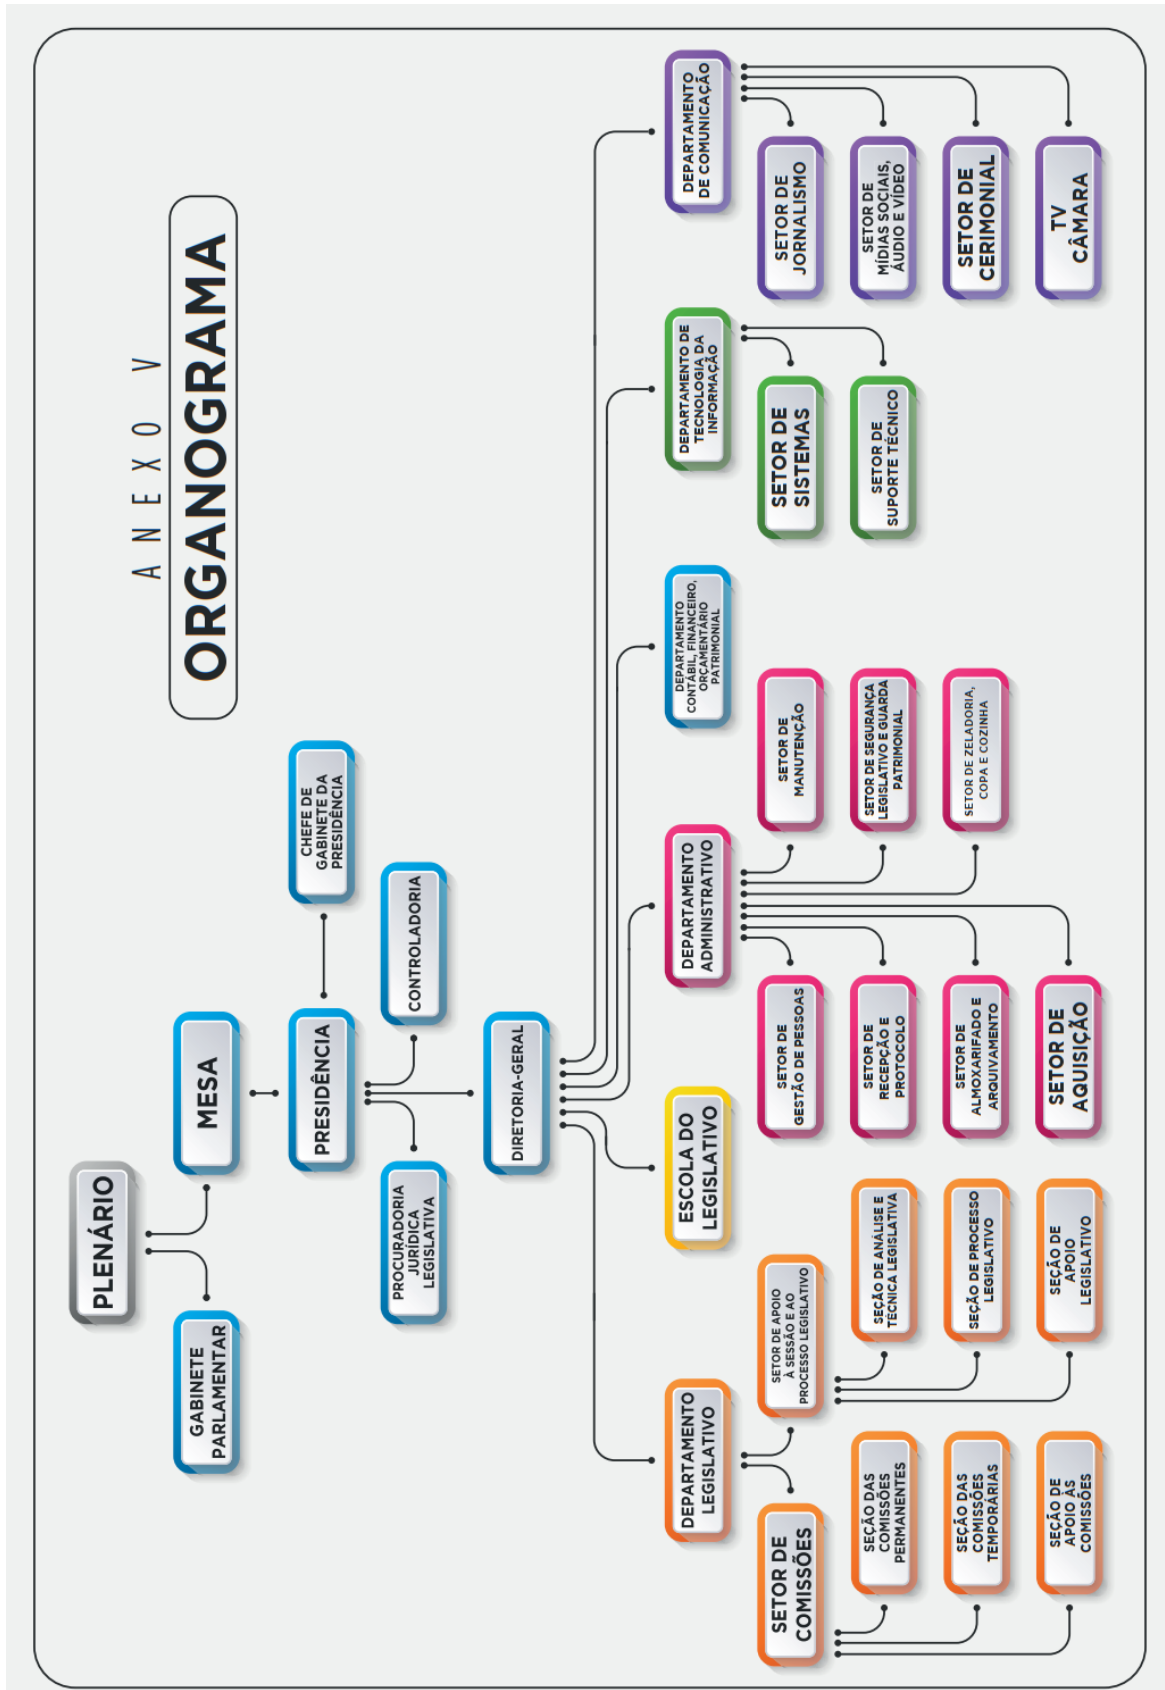 ANEXO V
ORGANOGRAMA
PLENÁRIO
GABINETE
PARLAMENTAR
MESA
PRESIDÊNCIA
CHEFE DE
GABINETE DA
PRESIDÊNCIA
PROCURADORIA
JURÍDICA
LEGISLATIVA
CONTROLADORIA
DIRETORIA-GERAL
DEPARTAMENTO
LEGISLATIVO
ESCOLA DO
LEGISLATIVO
DEPARTAMENTO
ADMINISTRATIVO
DEPARTAMENTO
CONTÁBIL, FINANCEIRO,
ORÇAMENTÁRIO
PATRIMONIAL
DEPARTAMENTO DE
TECNOLOGIA DA
INFORMAÇÃO
DEPARTAMENTO
DE COMUNICAÇÃO
SETOR DE
COMISSÕES
SEÇÃO DAS
COMISSÕES
PERMANENTES
SEÇÃO DAS
COMISSÕES
TEMPORÁRIAS
SEÇÃO DE
APOIO ÀS
COMISSÕES
SETOR DE APOIO
À SESSÃO E AO
PROCESSO LEGISLATIVO
SEÇÃO DE ANÁLISE E
TÉCNICA LEGISLATIVA
SEÇÃO DE PROCESSO
LEGISLATIVO
SEÇÃO DE
APOIO
LEGISLATIVO
SETOR DE
GESTÃO DE PESSOAS
SETOR DE
RECEPÇÃO E
PROTOCOLO
SETOR DE
ALMOXARIFADO E
ARQUIVAMENTO
SETOR DE
AQUISIÇÃO
SETOR DE
MANUTENÇÃO
SETOR DE SEGURANÇA
LEGISLATIVO E GUARDA
PATRIMONIAL
SETOR DE ZELADORIA,
COPA E COZINHA
SETOR DE
SISTEMAS
SETOR DE
SUPORTE TÉCNICO
SETOR DE
JORNALISMO
SETOR DE
MÍDIAS SOCIAIS,
ÁUDIO E VÍDEO
SETOR DE
CERIMONIAL
TV
CÂMARA